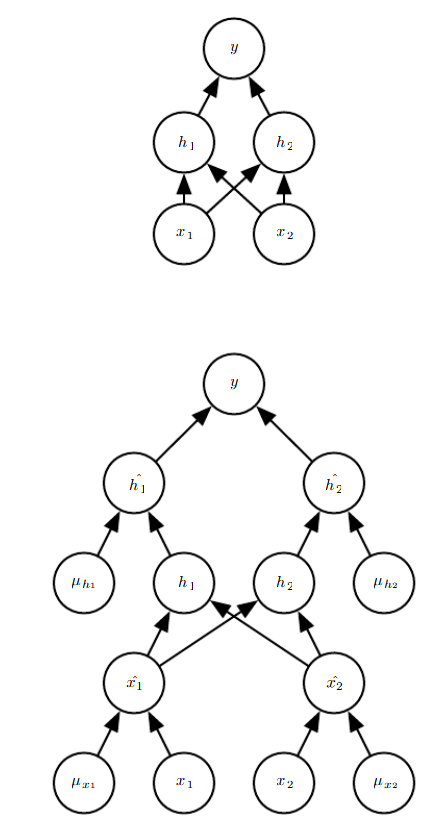 y
h₁ h₂
x₁ x₂
y
ĥ₁ ĥ₂
μₕ₁ h₁ h₂ μₕ₂
x̂₁ x̂₂
μₓ₁ x₁ x₂ μₓ₂